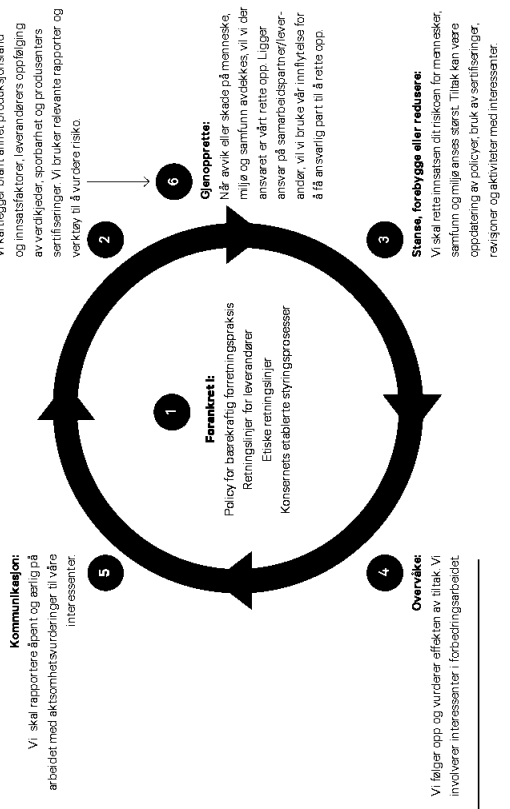 1
Forankret i:
Policy for bærekraftig forretningspraksis
Retningslinjer for leverandører
Etiske retningslinjer
Konsernets etablerte styringsprosesser
2
Vi kartlegger blant annet produksjonsland
og innsatsfaktorer, leverandørers oppfølging
av verdikjeder, sporbarhet og produsenters
sertifiseringer. Vi bruker relevante rapporter og
verktøy til å vurdere risiko.
3
Stanse, forebygge eller redusere:
Vi skal rette innsatsen dit risikoen for mennesker,
samfunn og miljø anses størst. Tiltak kan være
oppdatering av policyer, bruk av sertifiseringer,
revisjoner og aktiviteter med interessenter.
4
Overvåke:
Vi følger opp og vurderer effekten av tiltak. Vi
involverer interessenter i forbedringsarbeidet.
5
Kommunikasjon:
Vi skal rapportere åpent og ærlig på
arbeidet med aktsomhetsvurderinger til våre
interessenter.
6
Gjenopprette:
Når avvik eller skade på menneske,
miljø og samfunn avdekkes, vil vi der
ansvaret er vårt rette opp. Ligger
ansvar på samarbeidspartner/lever-
andør, vil vi bruke vår innflytelse for
å få ansvarlig part til å rette opp.